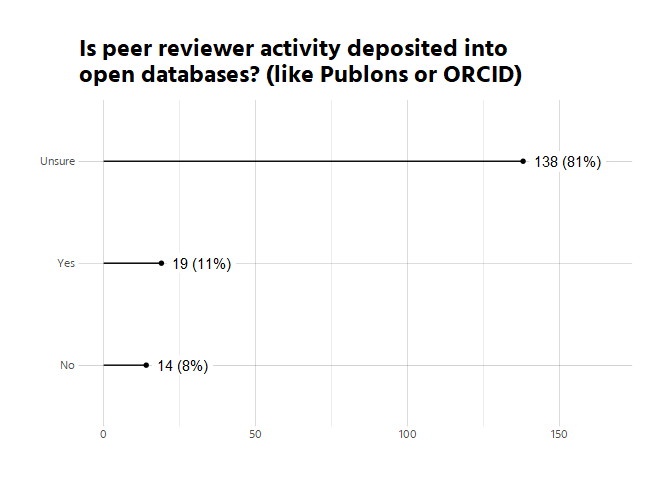 Is peer reviewer activity deposited into
open databases? (like Publons or ORCID)
Unsure
138 (81%)
Yes
19 (11%)
No
14 (8%)
0
50
100
150